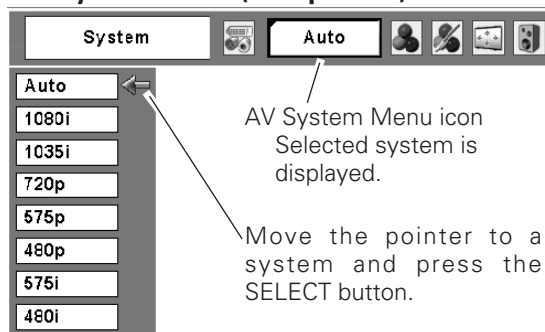 System
Auto
Auto
1080i
1035i
720p
575p
480p
575i
480i
AV System Menu icon
Selected system is
displayed.
Move the pointer to a
system and press the
SELECT button.